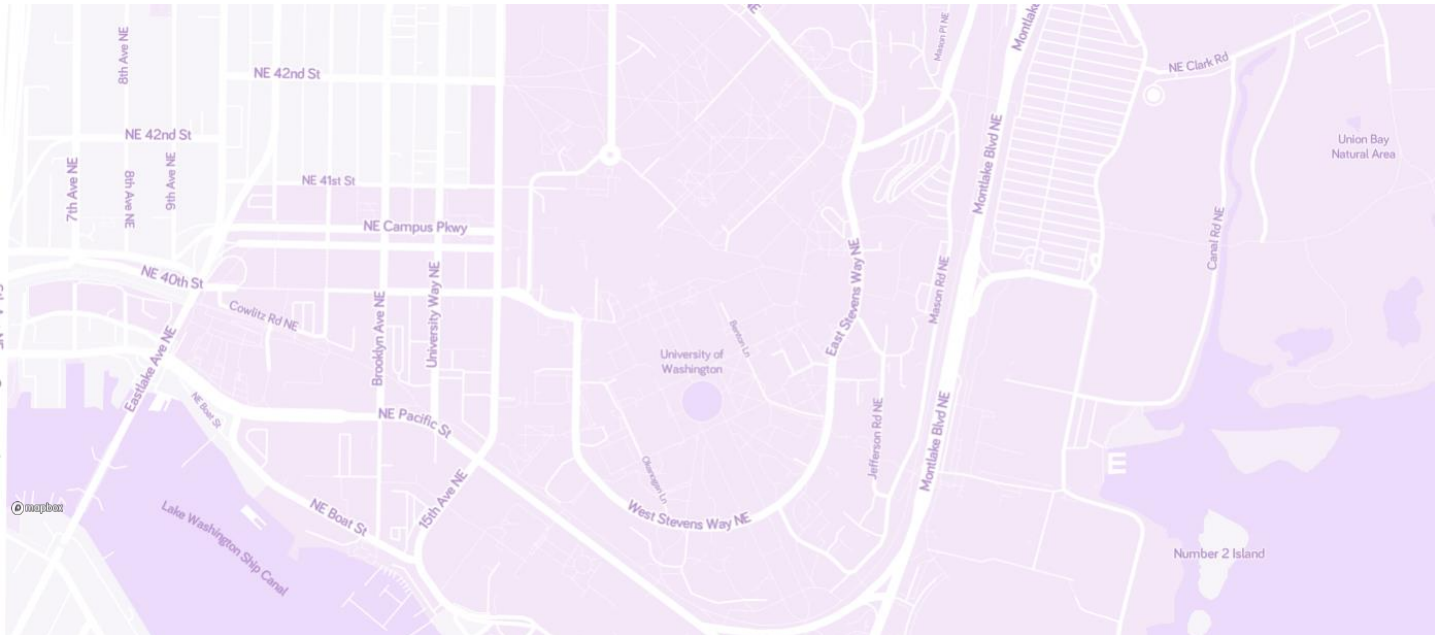 8th Ave NE
NE 42nd St
NE 42nd St
7th Ave NE
8th Ave NE
9th Ave NE
NE 41st St
NE Campus Pkwy
NE 40th St
Cowlitz Rd NE
Brooklyn Ave NE
University Way NE
Eastlake Ave NE
NE Boat St
NE Pacific St
15th Ave NE
NE Boat St
Lake Washington Ship Canal
mapbox
University of
Washington
Benton Ln
Okanogan Ln
West Stevens Way NE
East Stevens Way NE
Mason Pl NE
Mason Rd NE
Jefferson Rd NE
Montlake
Montlake Blvd NE
Montlake Blvd NE
NE Clark Rd
Canal Rd NE
Union Bay
Natural Area
Number 2 Island